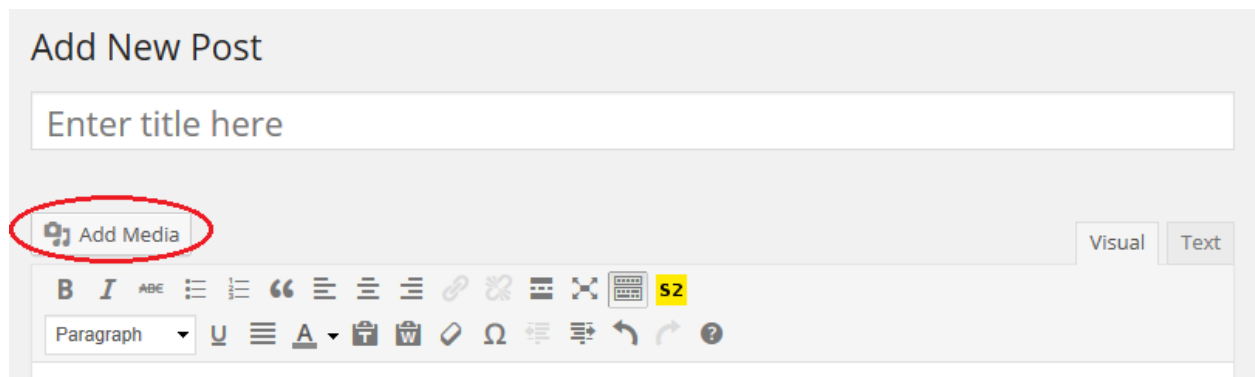 Add New Post
Enter title here
Add Media
Visual Text
B I ABC S2
Paragraph U A T W Ω ?